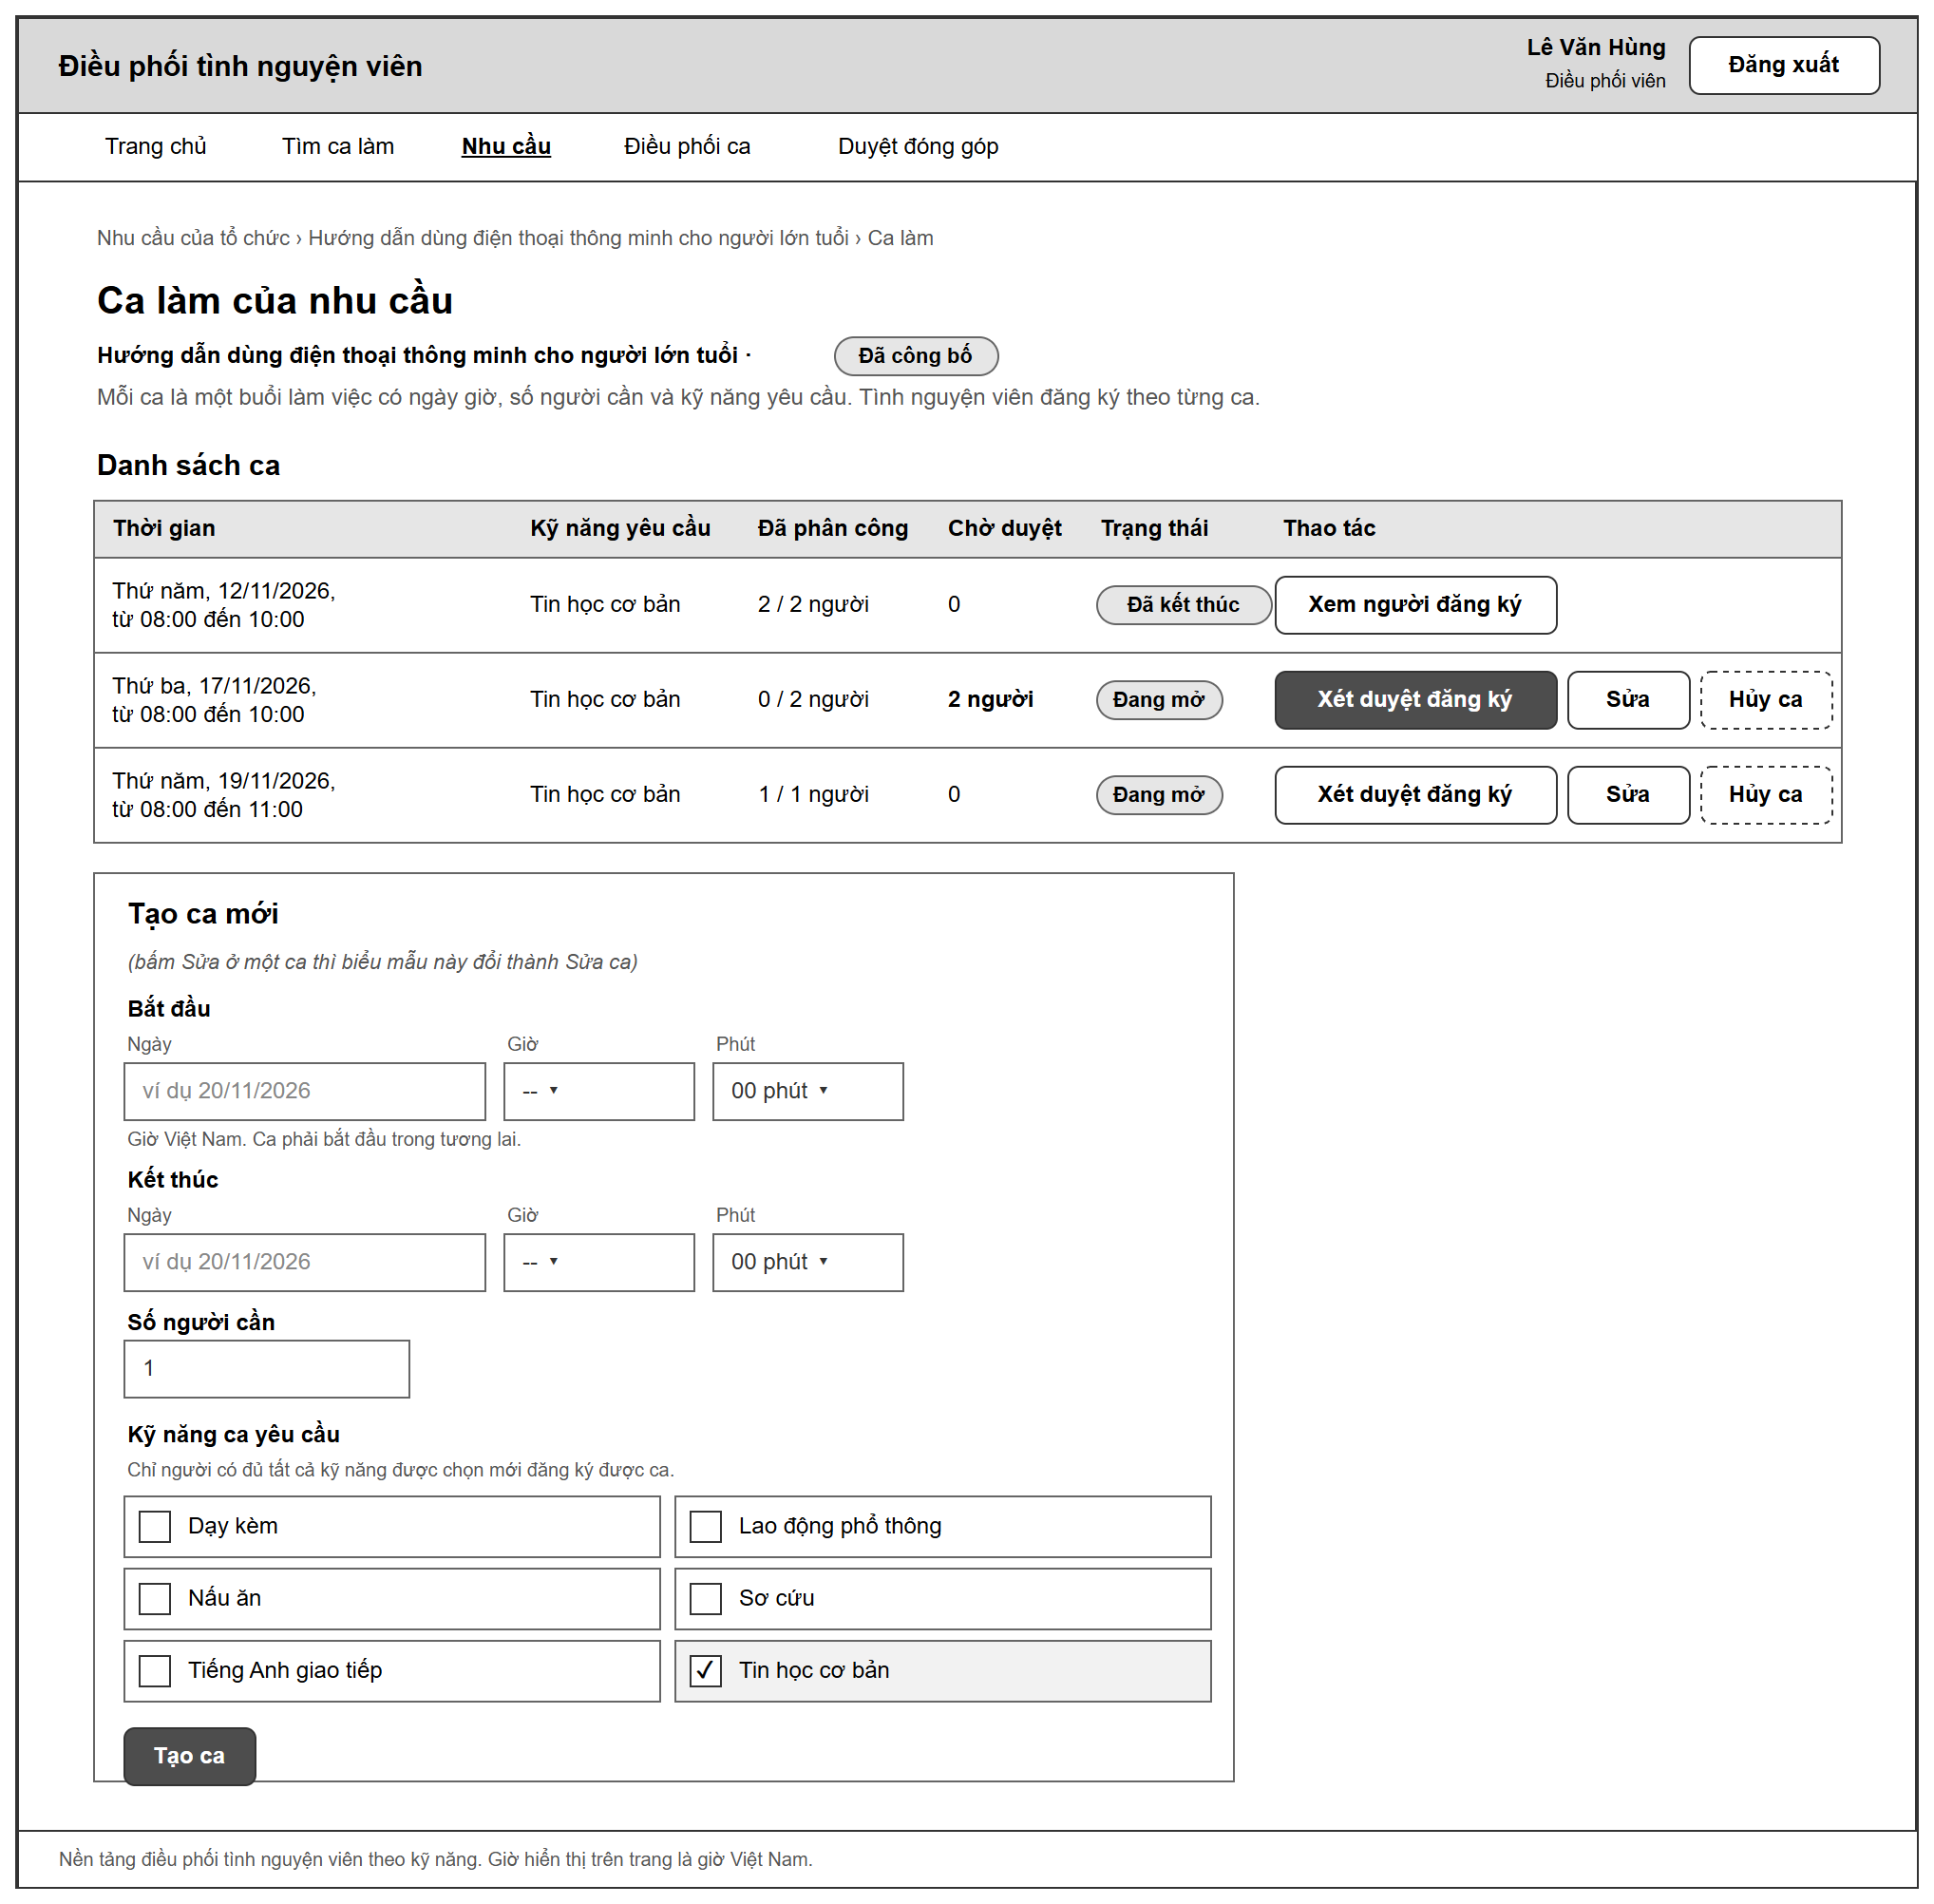 Điều phối tình nguyện viên
Lê Văn Hùng
Điều phối viên
Đăng xuất
Trang chủ Tìm ca làm Nhu cầu Điều phối ca Duyệt đóng góp
Nhu cầu của tổ chức › Hướng dẫn dùng điện thoại thông minh cho người lớn tuổi › Ca làm
Ca làm của nhu cầu
Hướng dẫn dùng điện thoại thông minh cho người lớn tuổi · Đã công bố
Mỗi ca là một buổi làm việc có ngày giờ, số người cần và kỹ năng yêu cầu. Tình nguyện viên đăng ký theo từng ca.
Danh sách ca
Thời gian Kỹ năng yêu cầu Đã phân công Chờ duyệt Trạng thái Thao tác
Thứ năm, 12/11/2026,
từ 08:00 đến 10:00
Tin học cơ bản 2 / 2 người 0 Đã kết thúc Xem người đăng ký
Thứ ba, 17/11/2026,
từ 08:00 đến 10:00
Tin học cơ bản 0 / 2 người 2 người Đang mở Xét duyệt đăng ký Sửa Hủy ca
Thứ năm, 19/11/2026,
từ 08:00 đến 11:00
Tin học cơ bản 1 / 1 người 0 Đang mở Xét duyệt đăng ký Sửa Hủy ca
Tạo ca mới
(bấm Sửa ở một ca thì biểu mẫu này đổi thành Sửa ca)
Bắt đầu
Ngày Giờ Phút
ví dụ 20/11/2026 -- ▼ 00 phút ▼
Giờ Việt Nam. Ca phải bắt đầu trong tương lai.
Kết thúc
Ngày Giờ Phút
ví dụ 20/11/2026 -- ▼ 00 phút ▼
Số người cần
1
Kỹ năng ca yêu cầu
Chỉ người có đủ tất cả kỹ năng được chọn mới đăng ký được ca.
Dạy kèm Lao động phổ thông
Nấu ăn Sơ cứu
Tiếng Anh giao tiếp ✓ Tin học cơ bản
Tạo ca
Nền tảng điều phối tình nguyện viên theo kỹ năng. Giờ hiển thị trên trang là giờ Việt Nam.